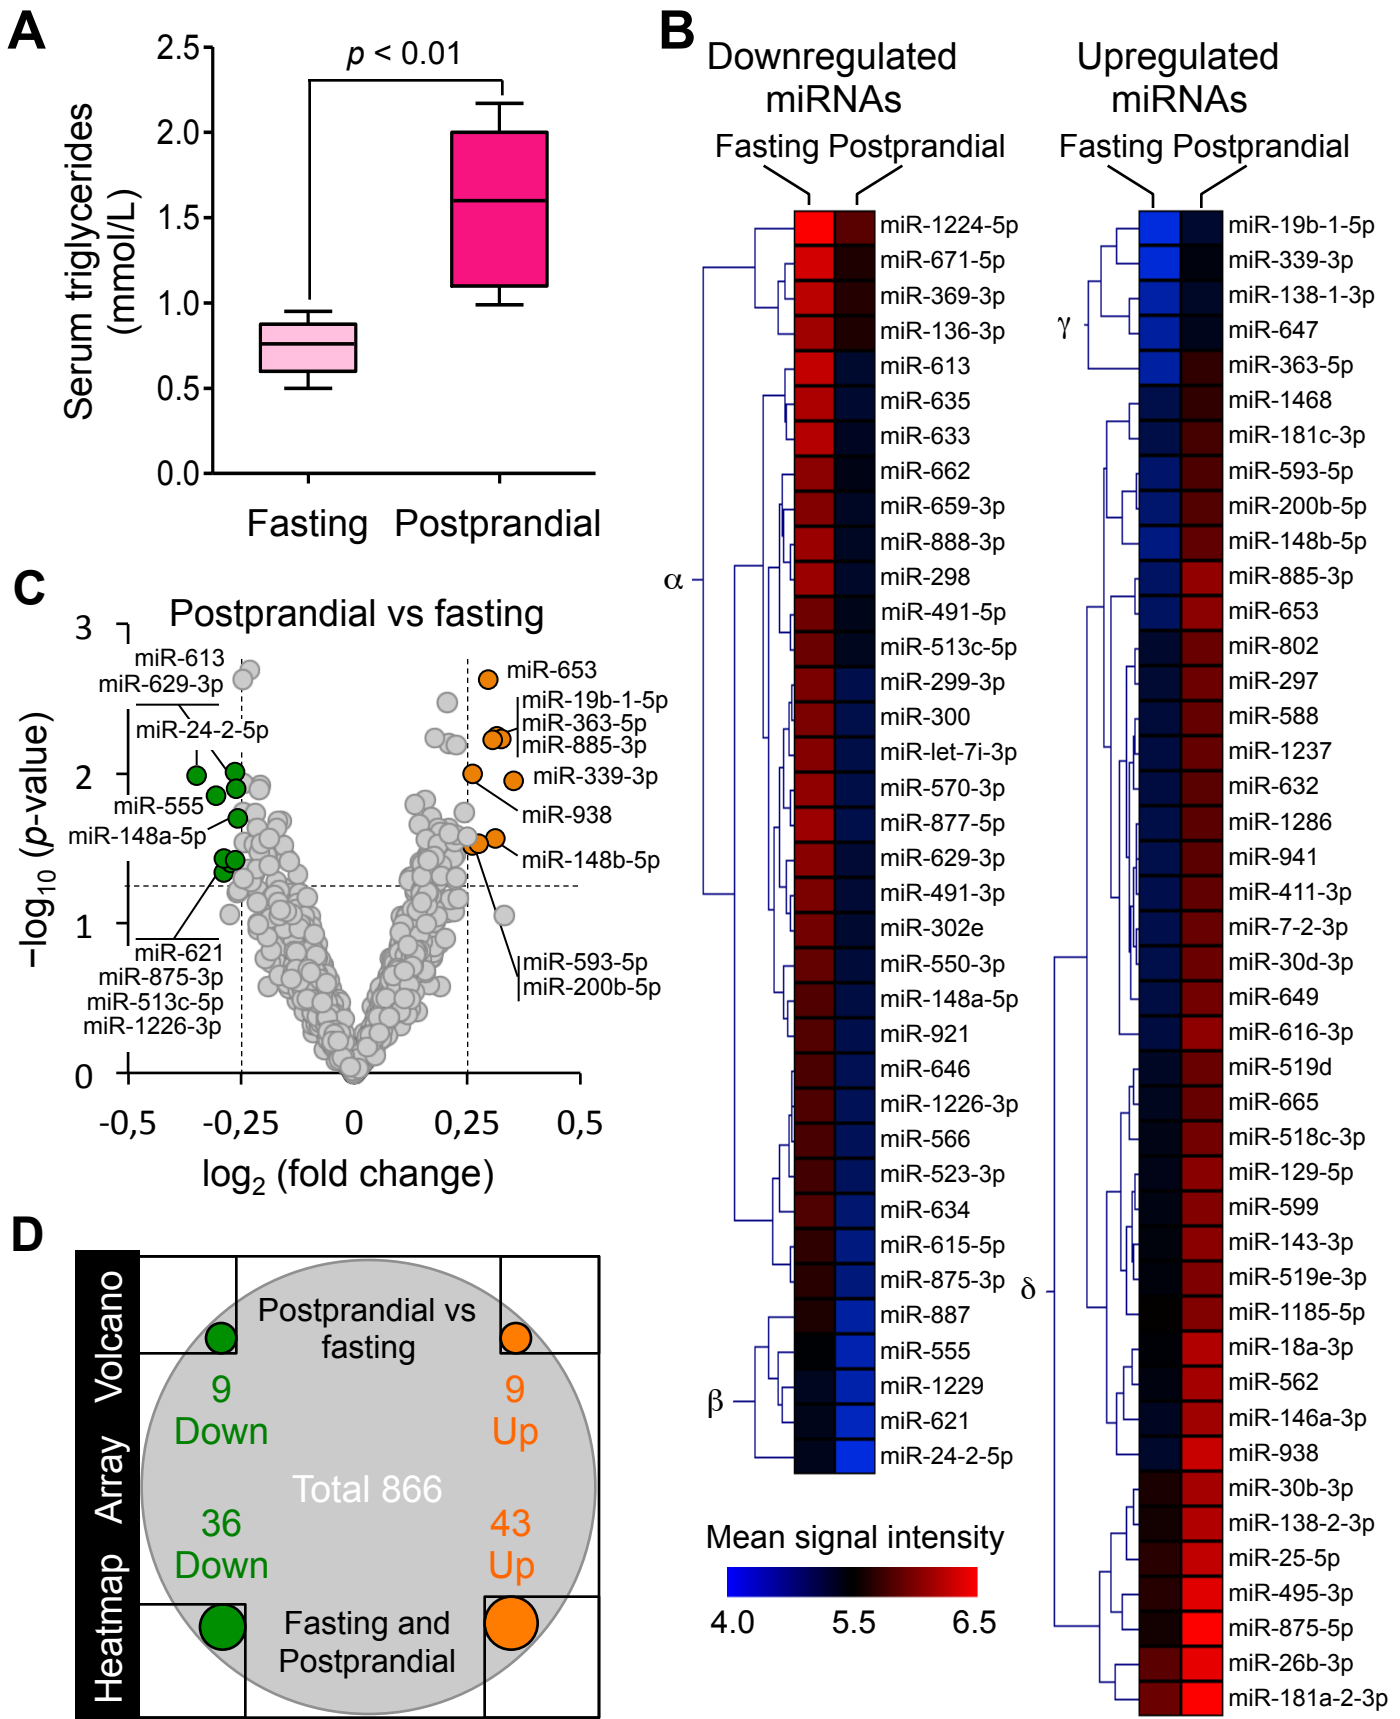 A
Serum triglycerides
(mmol/L)
2.5
2.0
1.5
1.0
0.5
0.0
p < 0.01
Fasting
Postprandial
B
Downregulated
miRNAs
Fasting Postprandial
miR-1224-5p
miR-671-5p
miR-369-3p
miR-136-3p
miR-613
miR-635
miR-633
miR-662
miR-659-3p
miR-888-3p
miR-298
miR-491-5p
miR-513c-5p
miR-299-3p
miR-300
miR-let-7i-3p
miR-570-3p
miR-877-5p
miR-629-3p
miR-491-3p
miR-302e
miR-550-3p
miR-148a-5p
miR-921
miR-646
miR-1226-3p
miR-566
miR-523-3p
miR-634
miR-615-5p
miR-875-3p
miR-887
miR-555
miR-1229
miR-621
miR-24-2-5p
α
β
Upregulated
miRNAs
Fasting Postprandial
miR-19b-1-5p
miR-339-3p
miR-138-1-3p
miR-647
miR-363-5p
miR-1468
miR-181c-3p
miR-593-5p
miR-200b-5p
miR-148b-5p
miR-885-3p
miR-653
miR-802
miR-297
miR-588
miR-1237
miR-632
miR-1286
miR-941
miR-411-3p
miR-7-2-3p
miR-30d-3p
miR-649
miR-616-3p
miR-519d
miR-665
miR-518c-3p
miR-129-5p
miR-599
miR-143-3p
miR-519e-3p
miR-1185-5p
miR-18a-3p
miR-562
miR-146a-3p
miR-938
miR-30b-3p
miR-138-2-3p
miR-25-5p
miR-495-3p
miR-875-5p
miR-26b-3p
miR-181a-2-3p
γ
δ
Mean signal intensity
4.0 5.5 6.5
C
Postprandial vs fasting
−log10 (p-value)
3
2
1
0
miR-613
miR-629-3p
miR-24-2-5p
miR-555
miR-148a-5p
miR-621
miR-875-3p
miR-513c-5p
miR-1226-3p
miR-653
miR-19b-1-5p
miR-363-5p
miR-885-3p
miR-339-3p
miR-938
miR-148b-5p
miR-593-5p
miR-200b-5p
-0,5 -0,25 0 0,25 0,5
log2 (fold change)
D
Volcano
Array
Heatmap
Postprandial vs
fasting
9
Down
9
Up
Total 866
36
Down
43
Up
Fasting and
Postprandial